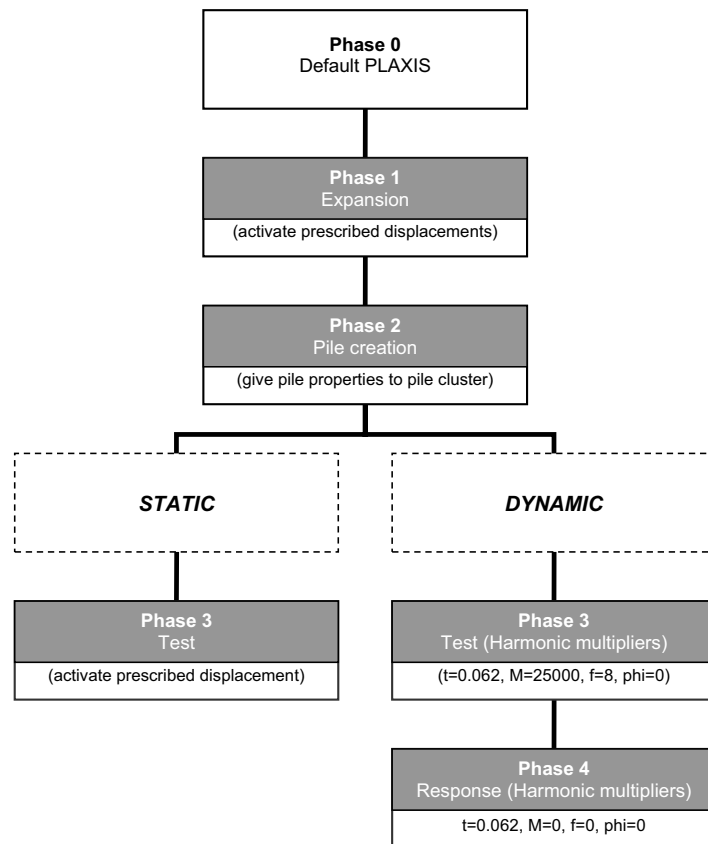 Phase 0
Default PLAXIS
Phase 1
Expansion
(activate prescribed displacements)
Phase 2
Pile creation
(give pile properties to pile cluster)
STATIC
DYNAMIC
Phase 3
Test
(activate prescribed displacement)
Phase 3
Test (Harmonic multipliers)
(t=0.062, M=25000, f=8, phi=0)
Phase 4
Response (Harmonic multipliers)
t=0.062, M=0, f=0, phi=0